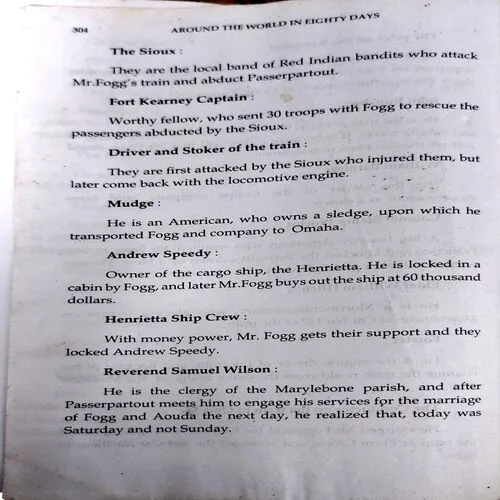 304
AROUND THE WORLD IN EIGHTY DAYS
The Sioux :
They are the local band of Red Indian bandits who attack
Mr.Fogg's train and abduct Passerpartout.
Fort Kearney Captain :
Worthy fellow, who sent 30 troops with Fogg to rescue the
passengers abducted by the Sioux.
Driver and Stoker of the train :
They are first attacked by the Sioux who injured them, but
later come back with the locomotive engine.
Mudge :
He is an American, who owns a sledge, upon which he
transported Fogg and company to Omaha.
Andrew Speedy :
Owner of the cargo ship, the Henrietta. He is locked in a
cabin by Fogg, and later Mr.Fogg buys out the ship at 60 thousand
dollars.
Henrietta Ship Crew :
With money power, Mr. Fogg gets their support and they
locked Andrew Speedy.
Reverend Samuel Wilson :
He is the clergy of the Marylebone parish, and after
Passerpartout meets him to engage his services for the marriage
of Fogg and Aouda the next day, he realized that, today was
Saturday and not Sunday.